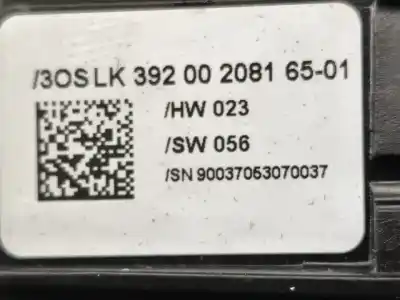 /3OS LK 392 00 2081 65-01
/HW 023
/SW 056
/SN 90037053070037